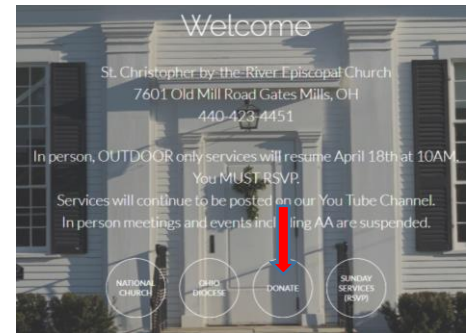 Welcome
St. Christopher by-the-River Episcopal Church
7601 Old Mill Road Gates Mills, OH
440-423-4451
In person, OUTDOOR only services will resume April 18th at 10AM.
You MUST RSVP.
Services will continue to be posted on our You Tube Channel.
In person meetings and events incl ling AA are suspended.
NATIONAL CHURCH
OHIO DIOCESE
DONATE
SUNDAY SERVICES (RSVP)